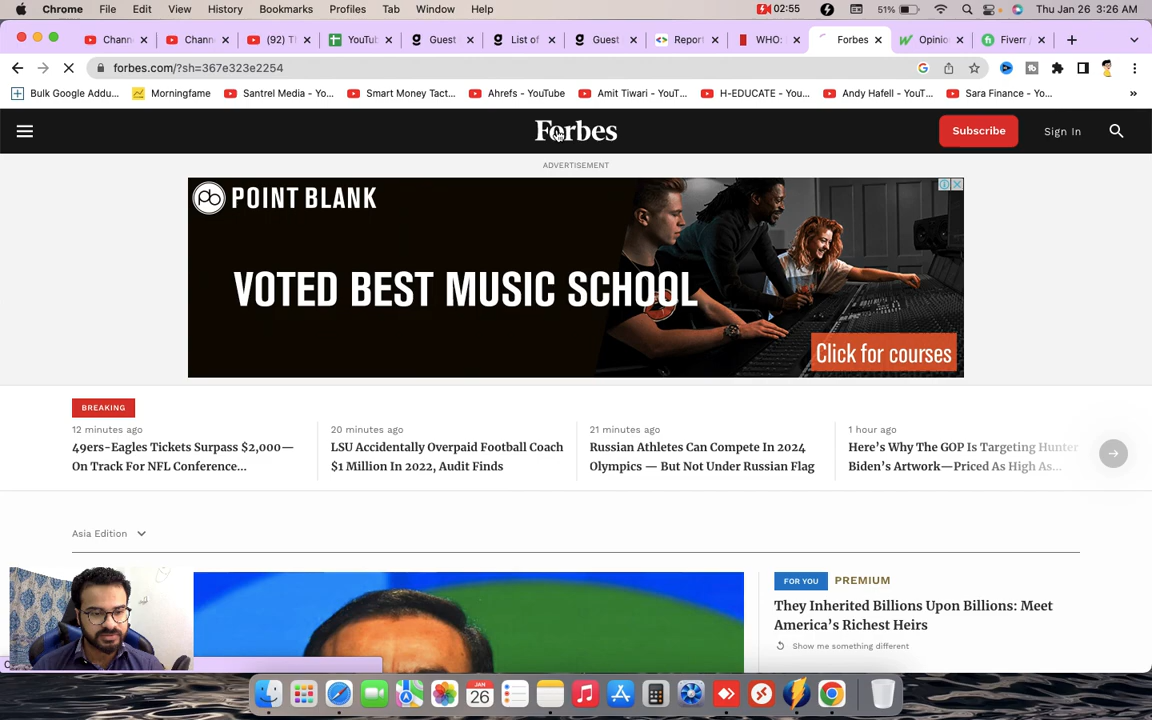 Chrome File Edit View History Bookmarks Profiles Tab Window Help 02:55 51% Thu Jan 26 3:26 AM
Chann Chann (92) T YouTub Guest List of Guest Report WHO: Forbes Opinio Fiverr
forbes.com/?sh=367e323e2254
Bulk Google Addu... Morningfame Santrel Media - Yo... Smart Money Tact... Ahrefs - YouTube Amit Tiwari - YouT... H-EDUCATE - You... Andy Hafell - YouT... Sara Finance - Yo... »
Forbes Subscribe Sign In
ADVERTISEMENT
pb POINT BLANK
VOTED BEST MUSIC SCHOOL
Click for courses
BREAKING
12 minutes ago
49ers-Eagles Tickets Surpass $2,000—
On Track For NFL Conference...
20 minutes ago
LSU Accidentally Overpaid Football Coach
$1 Million In 2022, Audit Finds
21 minutes ago
Russian Athletes Can Compete In 2024
Olympics — But Not Under Russian Flag
1 hour ago
Here's Why The GOP Is Targeting Hunter
Biden's Artwork—Priced As High As...
Asia Edition
FOR YOU PREMIUM
They Inherited Billions Upon Billions: Meet
America's Richest Heirs
Show me something different
JAN
26